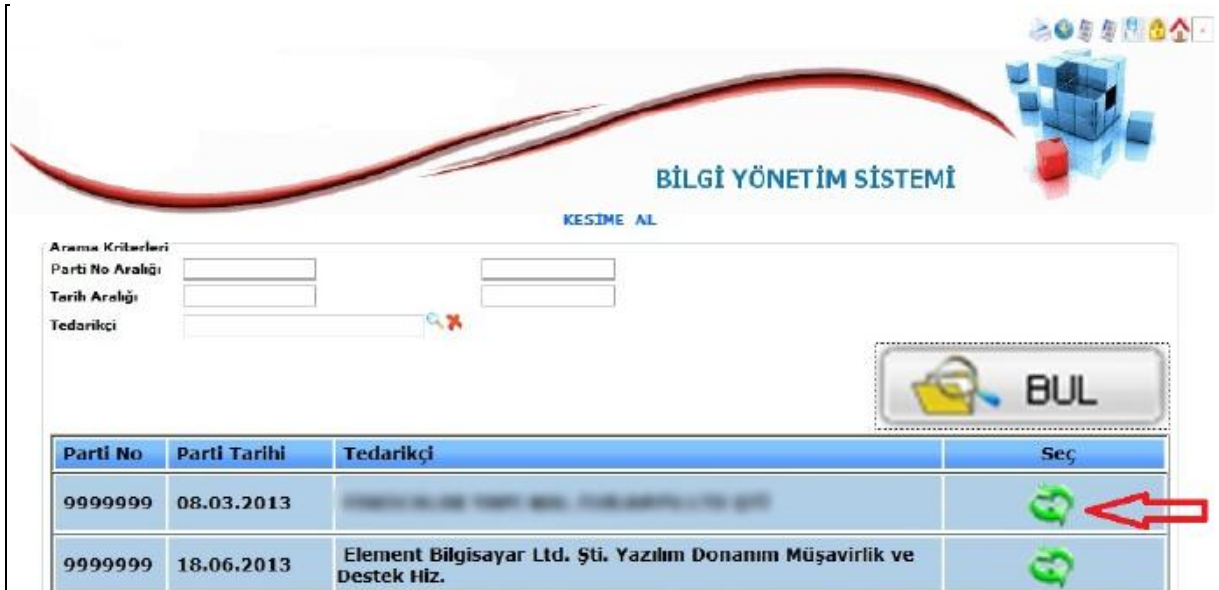 BİLGİ YÖNETİM SİSTEMİ
KESİME AL
Arama Kriterleri
Parti No Aralığı
Tarih Aralığı
Tedarikçi
BUL
Parti No Parti Tarihi Tedarikçi Seç
9999999 08.03.2013
9999999 18.06.2013 Element Bilgisayar Ltd. Şti. Yazılım Donanım Müşavirlik ve
Destek Hiz.